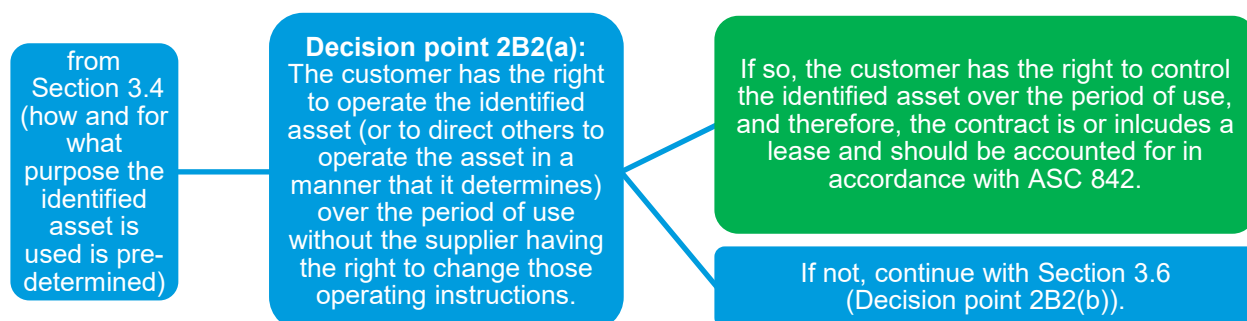 from
Section 3.4
(how and for
what
purpose the
identified
asset is
used is pre-
determined)
Decision point 2B2(a):
The customer has the right
to operate the identified
asset (or to direct others to
operate the asset in a
manner that it determines)
over the period of use
without the supplier having
the right to change those
operating instructions.
If so, the customer has the right to control
the identified asset over the period of use,
and therefore, the contract is or inlcudes a
lease and should be accounted for in
accordance with ASC 842.
If not, continue with Section 3.6
(Decision point 2B2(b)).